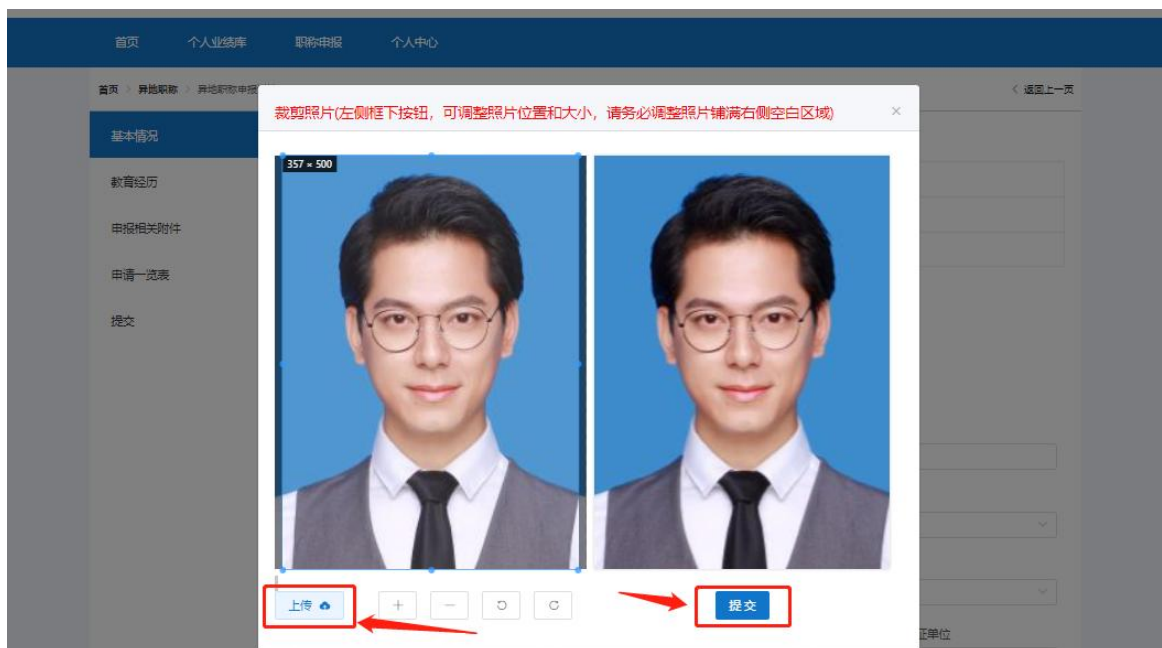 首页 个人业绩库 职称申报 个人中心
首页 > 异地职称 > 异地职称申报
< 返回上一页
裁剪照片(左侧框下按钮，可调整照片位置和大小，请务必调整照片铺满右侧空白区域) ×
基本情况
教育经历
申报相关附件
申请一览表
提交
357 × 500
上传 + −
提交
证单位